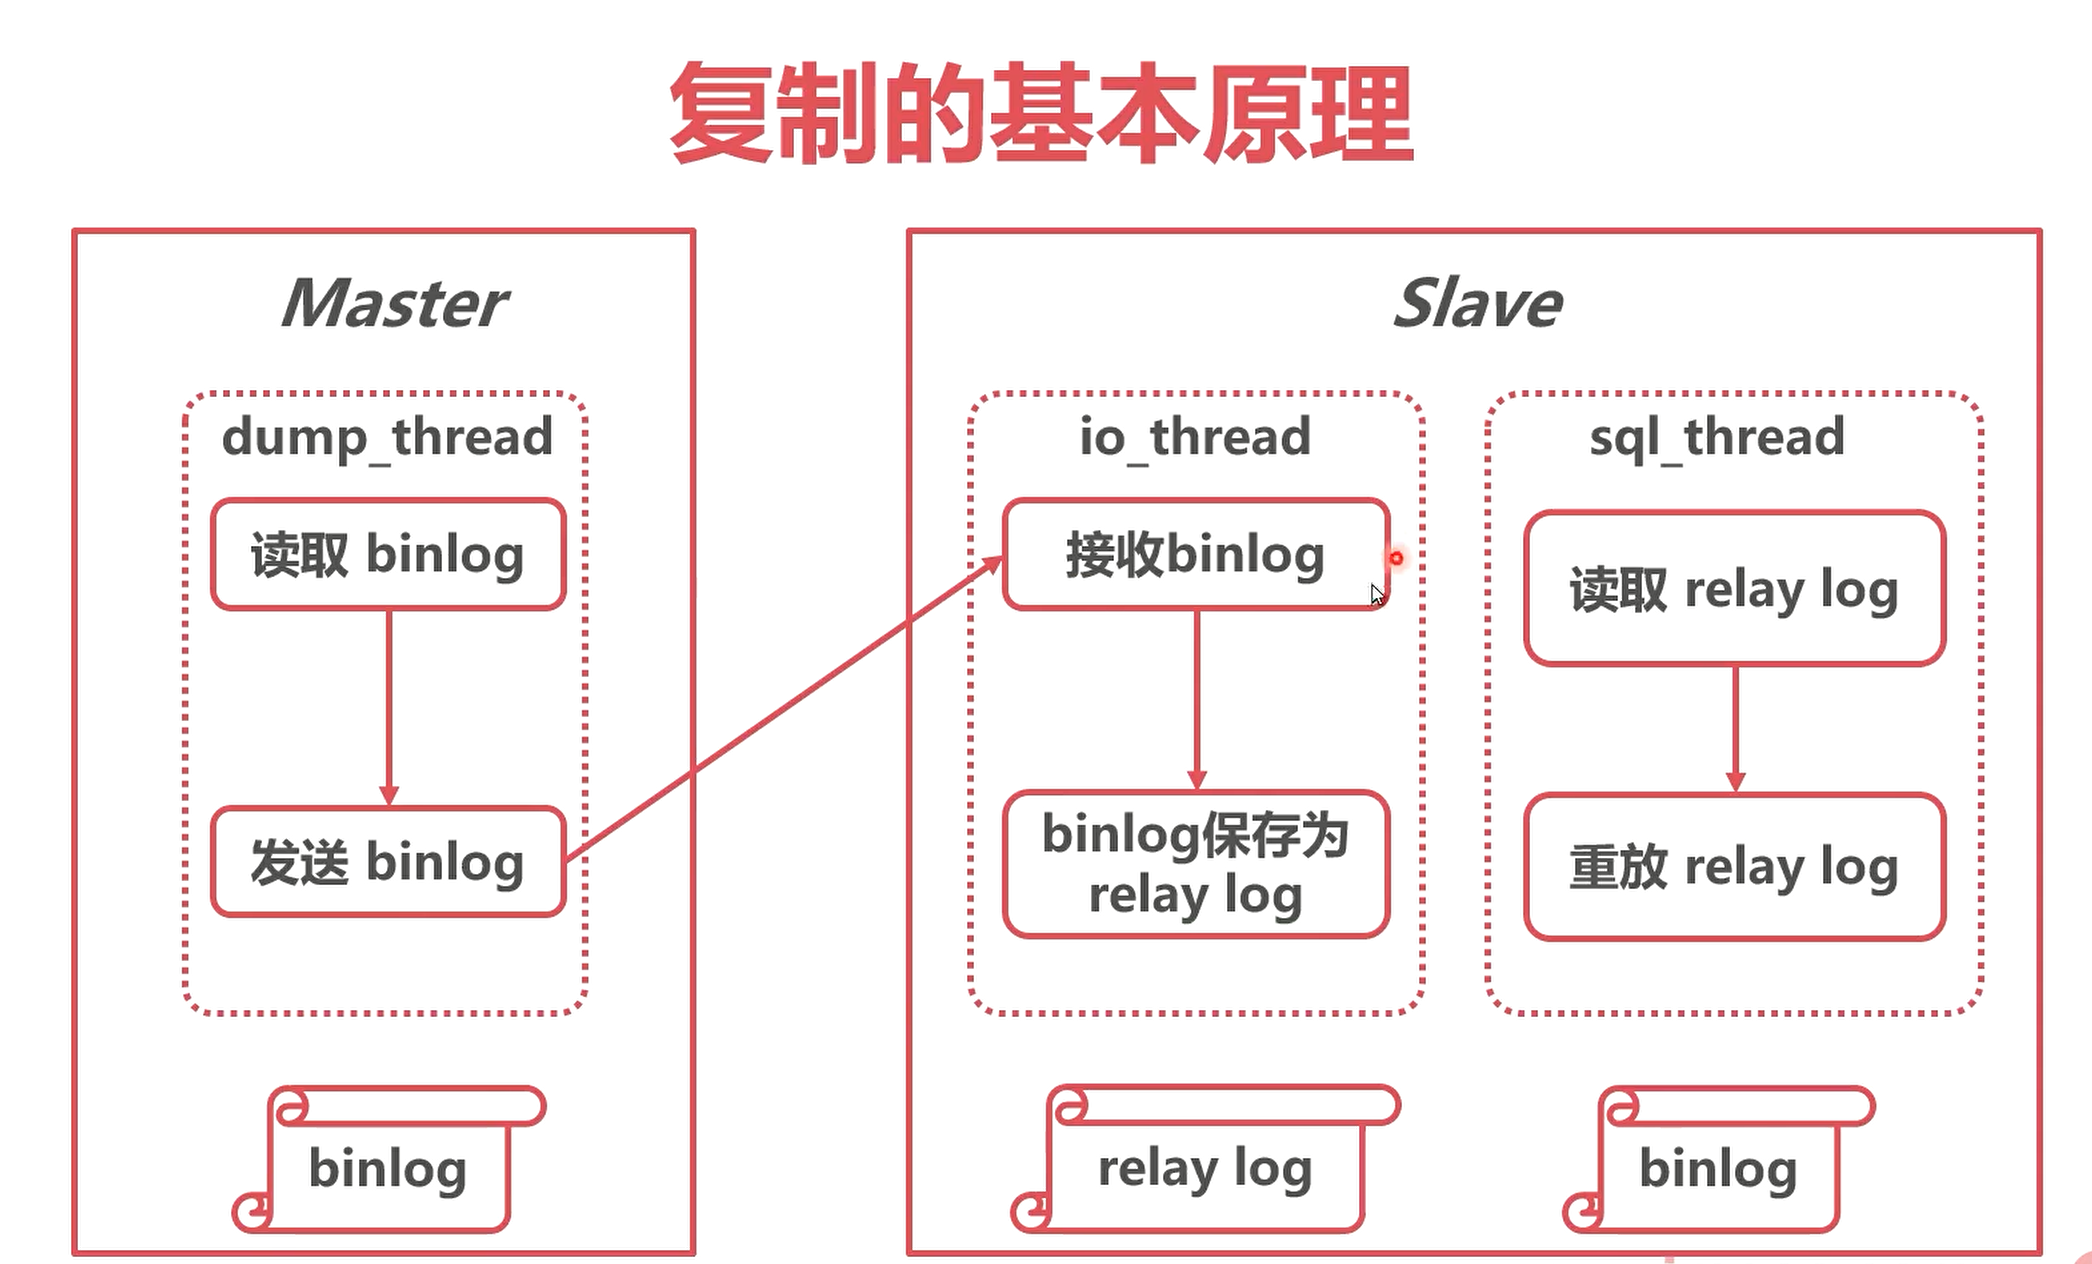 复制的基本原理
Master
dump_thread
读取 binlog
发送 binlog
binlog
Slave
io_thread
接收binlog
binlog保存为
relay log
relay log
sql_thread
读取 relay log
重放 relay log
binlog